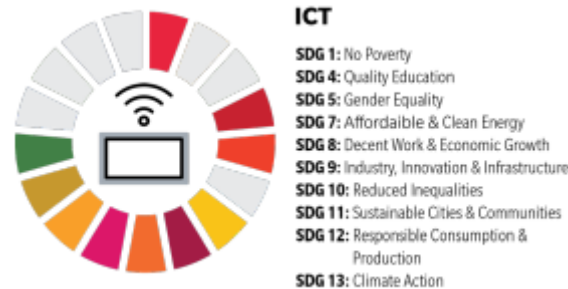 ICT
SDG 1: No Poverty
SDG 4: Quality Education
SDG 5: Gender Equality
SDG 7: Affordaible & Clean Energy
SDG 8: Decent Work & Economic Growth
SDG 9: Industry, Innovation & Infrastructure
SDG 10: Reduced Inequalities
SDG 11: Sustainable Cities & Communities
SDG 12: Responsible Consumption &
Production
SDG 13: Climate Action